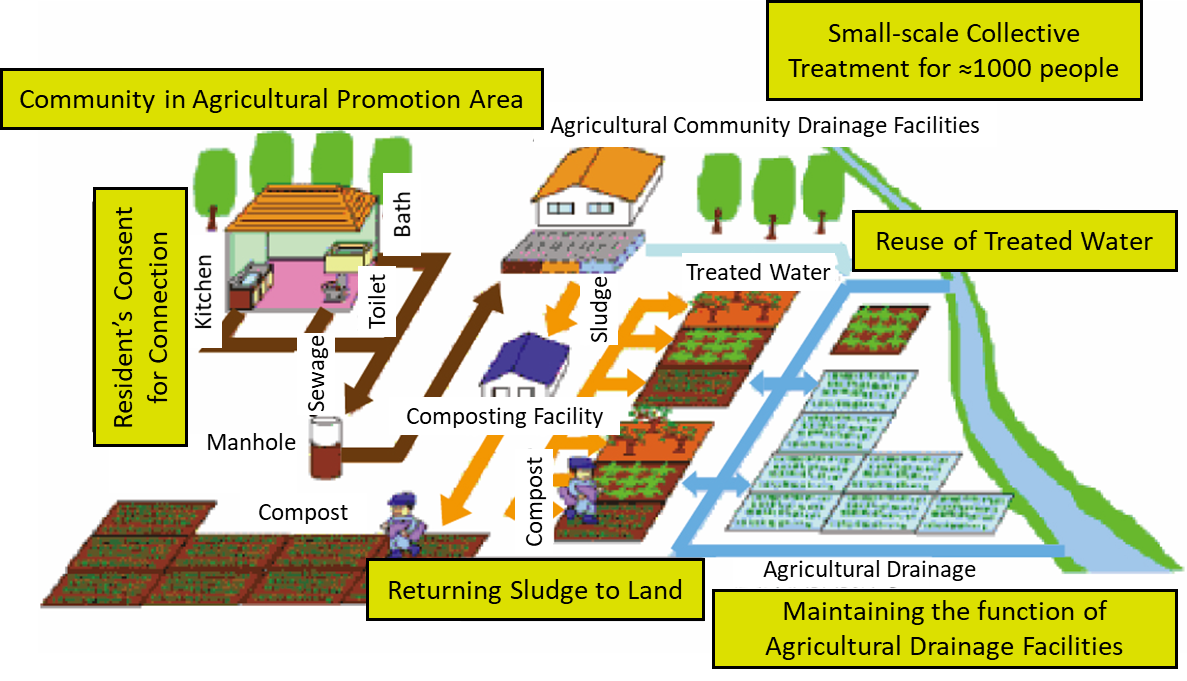 Small-scale Collective
Treatment for ≈1000 people
Community in Agricultural Promotion Area
Agricultural Community Drainage Facilities
Resident’s Consent
for Connection
Bath
Kitchen
Toilet
Reuse of Treated Water
Treated Water
Sludge
Sewage
Composting Facility
Manhole
Compost
Compost
Agricultural Drainage
Returning Sludge to Land
Maintaining the function of
Agricultural Drainage Facilities